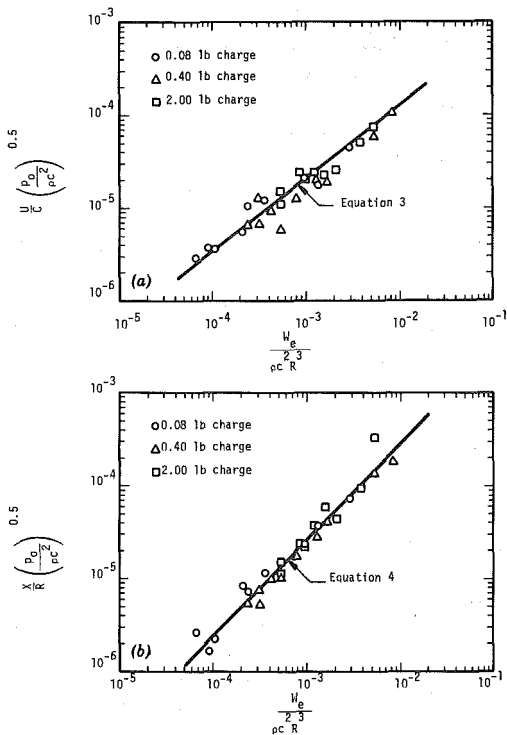 10⁻³
○ 0.08 lb charge
△ 0.40 lb charge
□ 2.00 lb charge
10⁻⁴
U/C (pₒ/ρc²)^0.5
10⁻⁵
Equation 3
(a)
10⁻⁶
10⁻⁵ 10⁻⁴ 10⁻³ 10⁻² 10⁻¹
Wₑ/ρc²R³
10⁻³
○ 0.08 lb charge
△ 0.40 lb charge
□ 2.00 lb charge
10⁻⁴
X/R (pₒ/ρc²)^0.5
10⁻⁵
Equation 4
(b)
10⁻⁶
10⁻⁵ 10⁻⁴ 10⁻³ 10⁻² 10⁻¹
Wₑ/ρc²R³